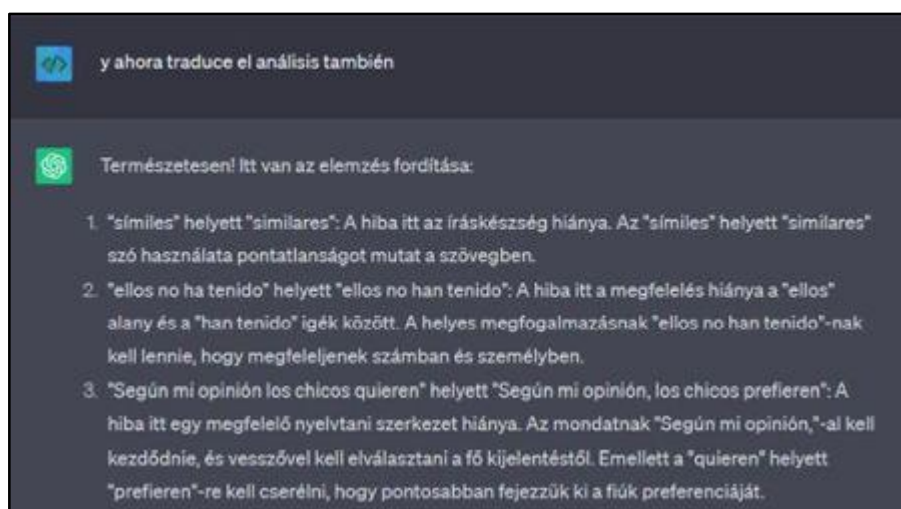 y ahora traduce el análisis también
Természetesen! Itt van az elemzés fordítása:
1. "símiles" helyett "similares": A hiba itt az íráskészség hiánya. Az "símiles" helyett "similares"
szó használata pontatlanságot mutat a szövegben.
2. "ellos no ha tenido" helyett "ellos no han tenido": A hiba itt a megfelelés hiánya a "ellos"
alany és a "han tenido" igék között. A helyes megfogalmazásnak "ellos no han tenido"-nak
kell lennie, hogy megfeleljenek számban és személyben.
3. "Según mi opinión los chicos quieren" helyett "Según mi opinión, los chicos prefieren": A
hiba itt egy megfelelő nyelvtani szerkezet hiánya. Az mondatnak "Según mi opinión,"-al kell
kezdődnie, és vesszővel kell elválasztani a fő kijelentéstől. Emellett a "quieren" helyett
"prefieren"-re kell cserélni, hogy pontosabban fejezzük ki a fiúk preferenciáját.